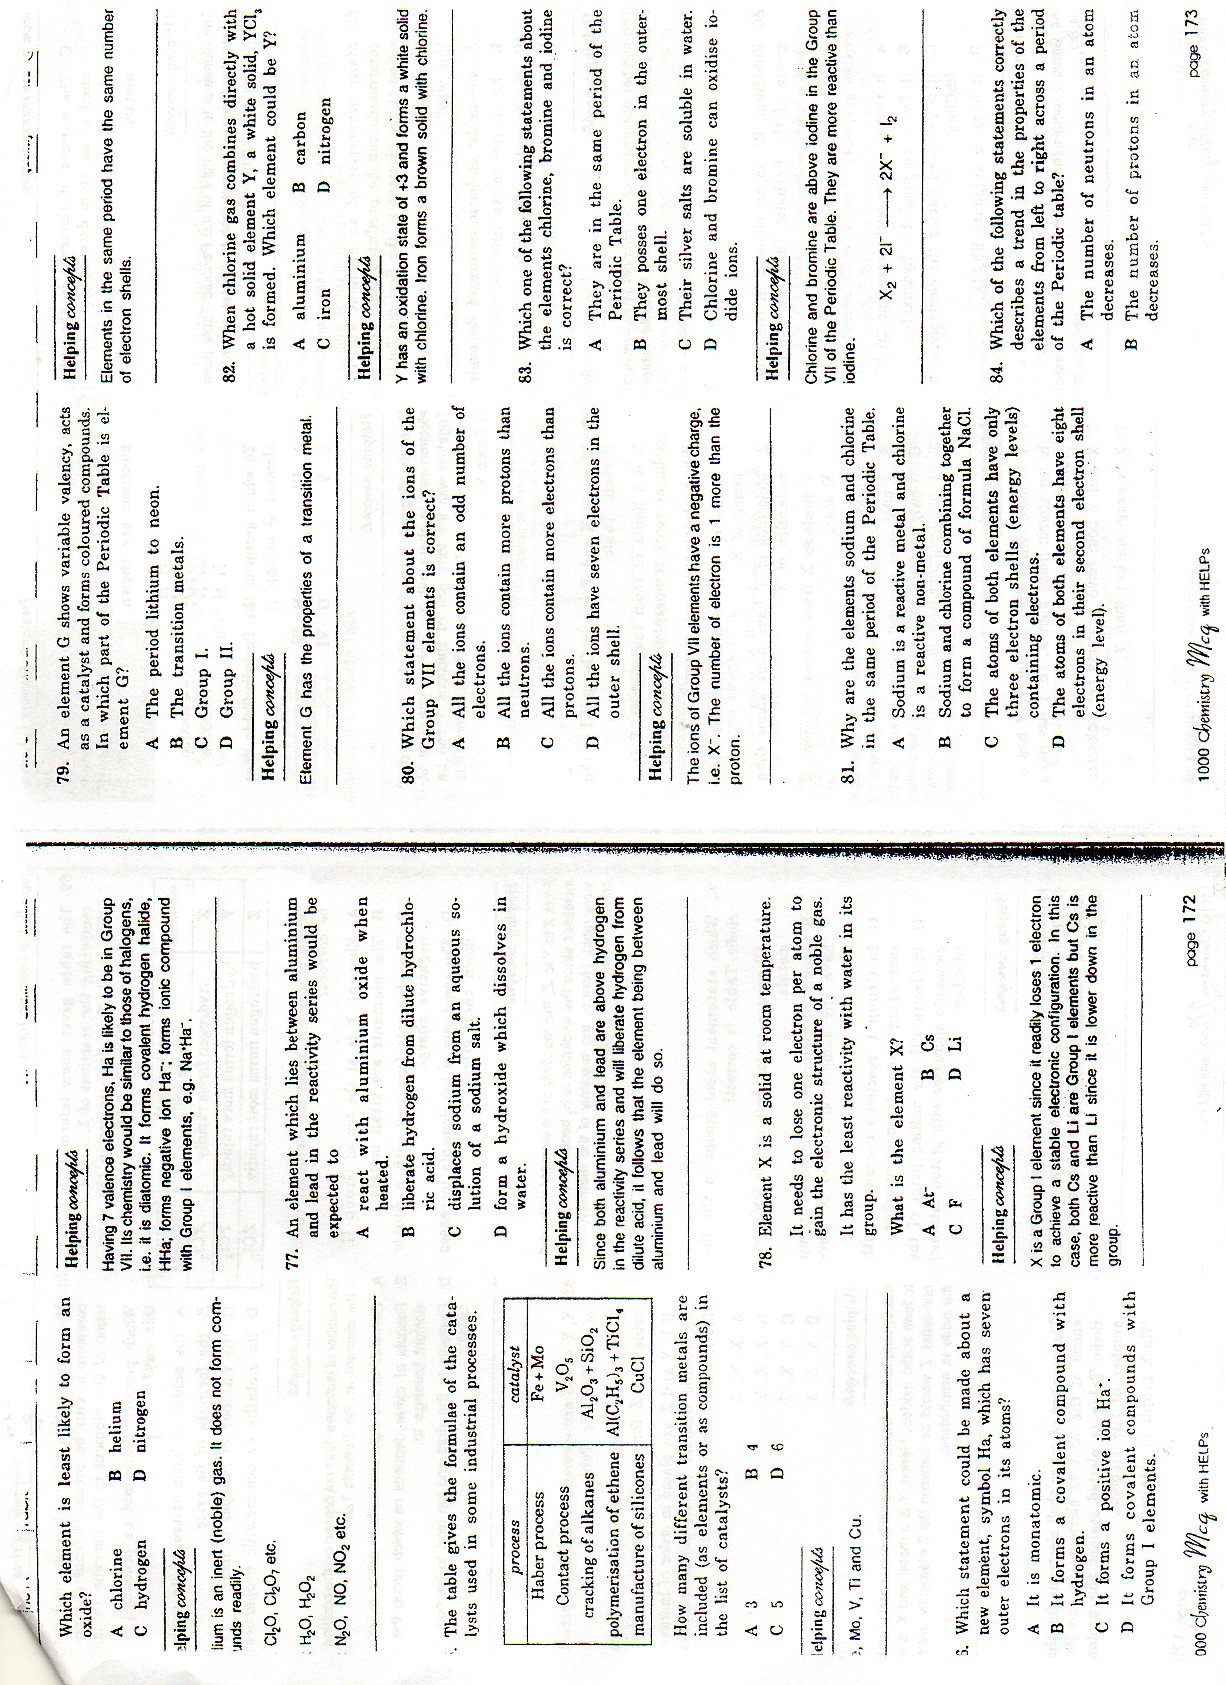 Which element is least likely to form an
oxide?
A chlorine B helium
C hydrogen D nitrogen
elping concepts
lium is an inert (noble) gas. It does not form com-
unds readily.
Cl₂O, Cl₂O₇ etc.
: H₂O, H₂O₂
: N₂O, NO, NO₂ etc.
. The table gives the formulae of the cata-
lysts used in some industrial processes.
process catalyst
Haber process Fe + Mo
Contact process V₂O₅
cracking of alkanes Al₂O₃ + SiO₂
polymerisation of ethene Al(C₂H₅)₃ + TiCl₄
manufacture of silicones CuCl
How many different transition metals are
included (as elements or as compounds) in
the list of catalysts?
A 3 B 4
C 5 D 6
elping concepts
e, Mo, V, Ti and Cu.
6. Which statement could be made about a
new element, symbol Ha, which has seven
outer electrons in its atoms?
A It is monatomic.
B It forms a covalent compound with
hydrogen.
C It forms a positive ion Ha⁺.
D It forms covalent compounds with
Group I elements.
000 Chemistry Mcq with HELPs
Helping concepts
Having 7 valence electrons, Ha is likely to be in Group
VII. Its chemistry would be similar to those of halogens,
i.e. it is diatomic. It forms covalent hydrogen halide,
HHa; forms negative ion Ha⁻; forms ionic compound
with Group I elements, e.g. Na⁺Ha⁻.
77. An element which lies between aluminium
and lead in the reactivity series would be
expected to
A react with aluminium oxide when
heated.
B liberate hydrogen from dilute hydrochlo-
ric acid.
C displaces sodium from an aqueous so-
lution of a sodium salt.
D form a hydroxide which dissolves in
water.
Helping concepts
Since both aluminium and lead are above hydrogen
in the reactivity series and will liberate hydrogen from
dilute acid, it follows that the element being between
aluminium and lead will do so.
78. Element X is a solid at room temperature.
It needs to lose one electron per atom to
gain the electronic structure of a noble gas.
It has the least reactivity with water in its
group.
What is the element X?
A At⁻ B Cs
C F D Li
Helping concepts
X is a Group I element since it readily loses 1 electron
to achieve a stable electronic configuration. In this
case, both Cs and Li are Group I elements but Cs is
more reactive than Li since it is lower down in the
group.
page 172
79. An element G shows variable valency, acts
as a catalyst and forms coloured compounds.
In which part of the Periodic Table is el-
ement G?
A The period lithium to neon.
B The transition metals.
C Group I.
D Group II.
Helping concepts
Element G has the properties of a transition metal.
80. Which statement about the ions of the
Group VII elements is correct?
A All the ions contain an odd number of
electrons.
B All the ions contain more protons than
neutrons.
C All the ions contain more electrons than
protons.
D All the ions have seven electrons in the
outer shell.
Helping concepts
The ions of Group VII elements have a negative charge,
i.e. X⁻. The number of electron is 1 more than the
proton.
81. Why are the elements sodium and chlorine
in the same period of the Periodic Table.
A Sodium is a reactive metal and chlorine
is a reactive non-metal.
B Sodium and chlorine combining together
to form a compound of formula NaCl.
C The atoms of both elements have only
three electron shells (energy levels)
containing electrons.
D The atoms of both elements have eight
electrons in their second electron shell
(energy level).
1000 Chemistry Mcq with HELPs
Helping concepts
Elements in the same period have the same number
of electron shells.
82. When chlorine gas combines directly with
a hot solid element Y, a white solid, YCl₃
is formed. Which element could be Y?
A aluminium B carbon
C iron D nitrogen
Helping concepts
Y has an oxidation state of +3 and forms a white solid
with chlorine. Iron forms a brown solid with chlorine.
83. Which one of the following statements about
the elements chlorine, bromine and iodine
is correct?
A They are in the same period of the
Periodic Table.
B They posses one electron in the outer-
most shell.
C Their silver salts are soluble in water.
D Chlorine and bromine can oxidise io-
dide ions.
Helping concepts
Chlorine and bromine are above iodine in the Group
VII of the Periodic Table. They are more reactive than
iodine.
X₂ + 2I⁻ ⟶ 2X⁻ + I₂
84. Which of the following statements correctly
describes a trend in the properties of the
elements from left to right across a period
of the Periodic table?
A The number of neutrons in an atom
decreases.
B The number of protons in an atom
decreases.
page 173